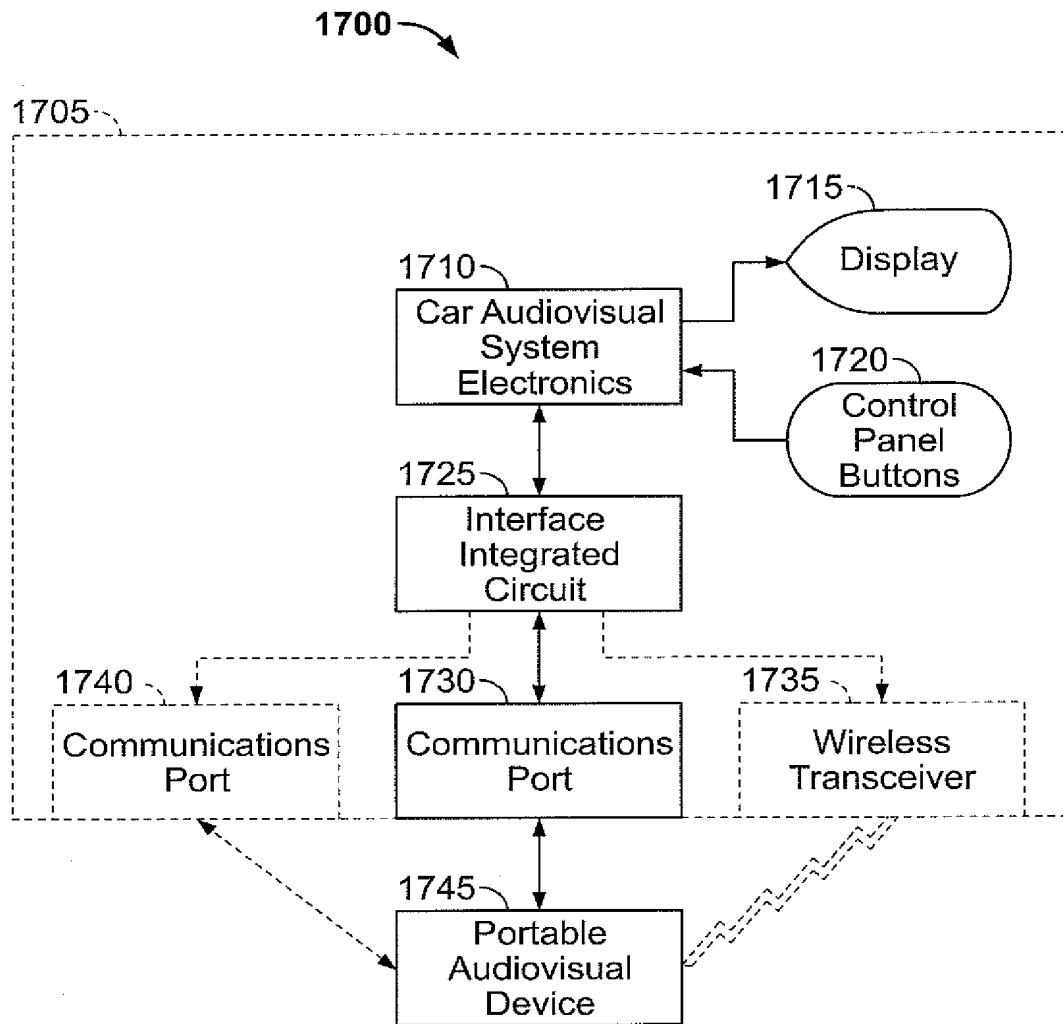 1700
1705
1715
Display
1710
Car Audiovisual
System
Electronics
1720
Control
Panel
Buttons
1725
Interface
Integrated
Circuit
1740
Communications
Port
1730
Communications
Port
1735
Wireless
Transceiver
1745
Portable
Audiovisual
Device